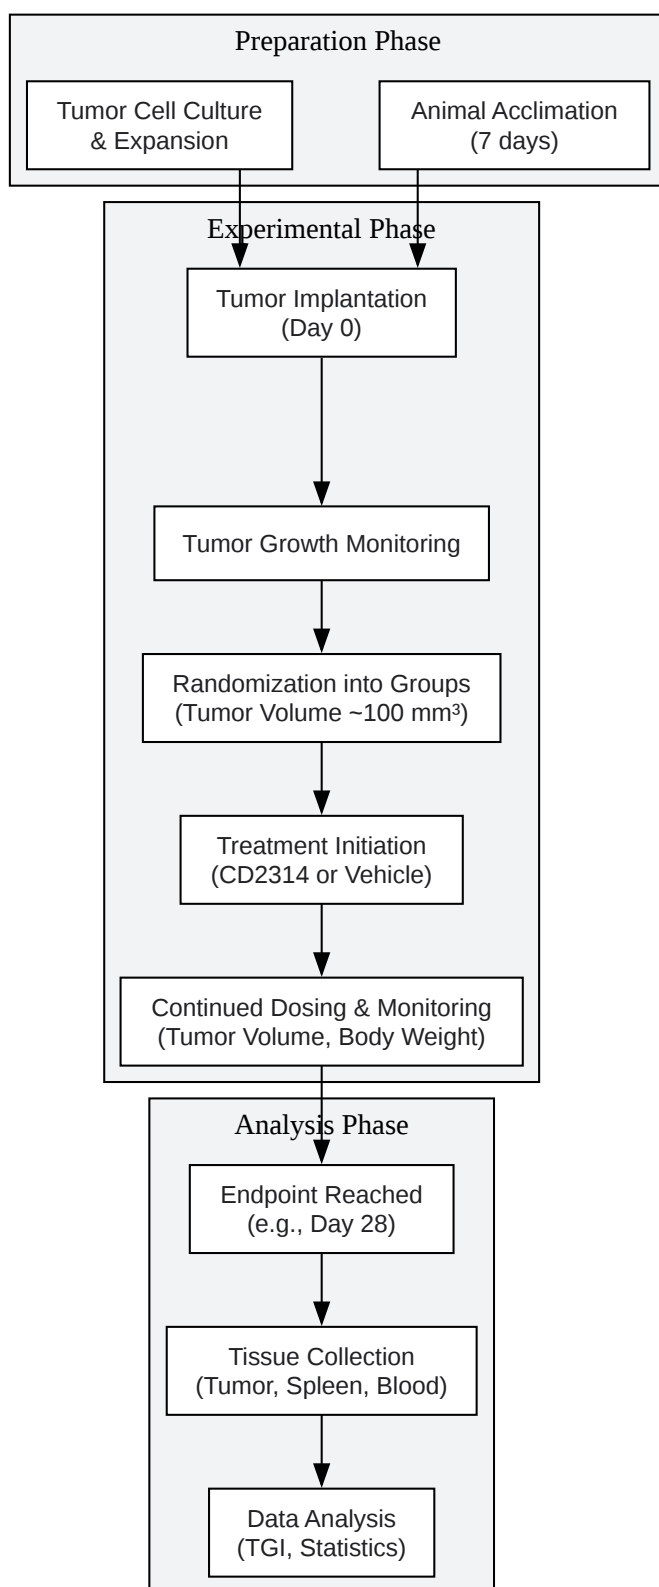 Preparation Phase
Tumor Cell Culture
& Expansion
Animal Acclimation
(7 days)
Experimental Phase
Tumor Implantation
(Day 0)
Tumor Growth Monitoring
Randomization into Groups
(Tumor Volume ~100 mm³)
Treatment Initiation
(CD2314 or Vehicle)
Continued Dosing & Monitoring
(Tumor Volume, Body Weight)
Analysis Phase
Endpoint Reached
(e.g., Day 28)
Tissue Collection
(Tumor, Spleen, Blood)
Data Analysis
(TGI, Statistics)